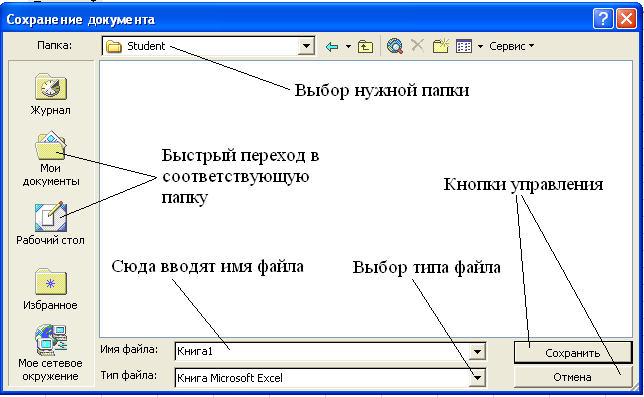 Сохранение документа
Папка: Student Сервис
Выбор нужной папки
Журнал
Мои
документы
Быстрый переход в
соответствующую
папку
Кнопки управления
Рабочий стол
Сюда вводят имя файла
Выбор типа файла
Избранное
Мое сетевое
окружение
Имя файла: Книга1 Сохранить
Тип файла: Книга Microsoft Excel Отмена